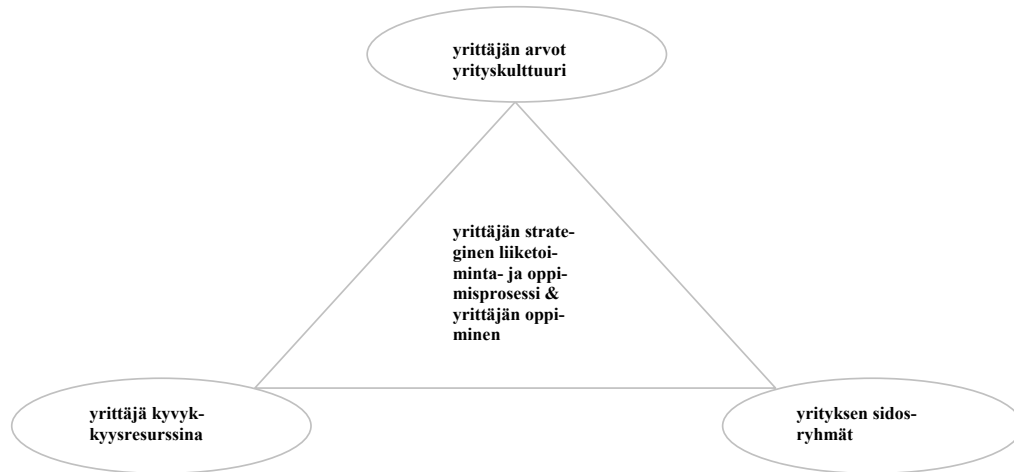 yrittäjän arvot
yrityskulttuuri
yrittäjän strate-
ginen liiketoi-
minta- ja oppi-
misprosessi &
yrittäjän oppi-
minen
yrittäjä kyvyk-
kyysresurssina
yrityksen sidos-
ryhmät